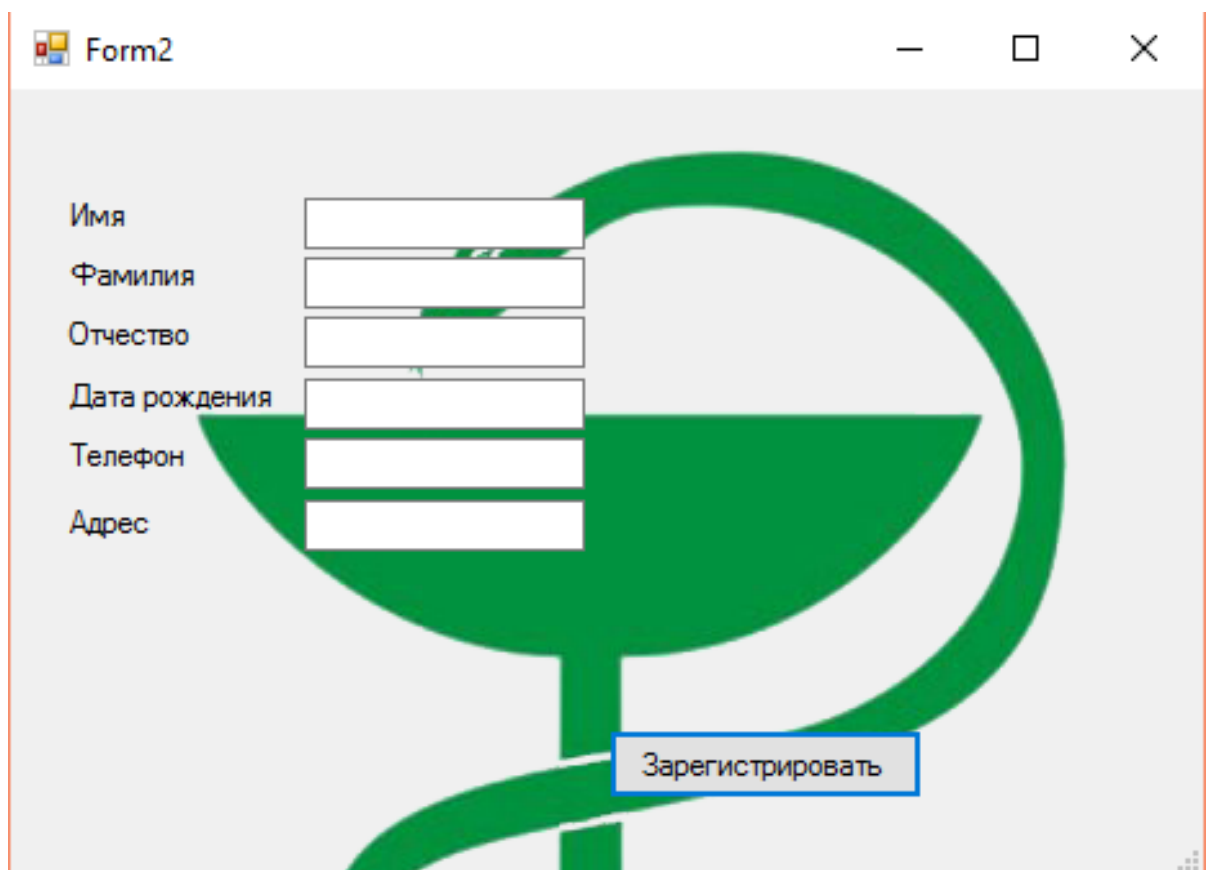 Form2
Имя
Фамилия
Отчество
Дата рождения
Телефон
Адрес
Зарегистрировать